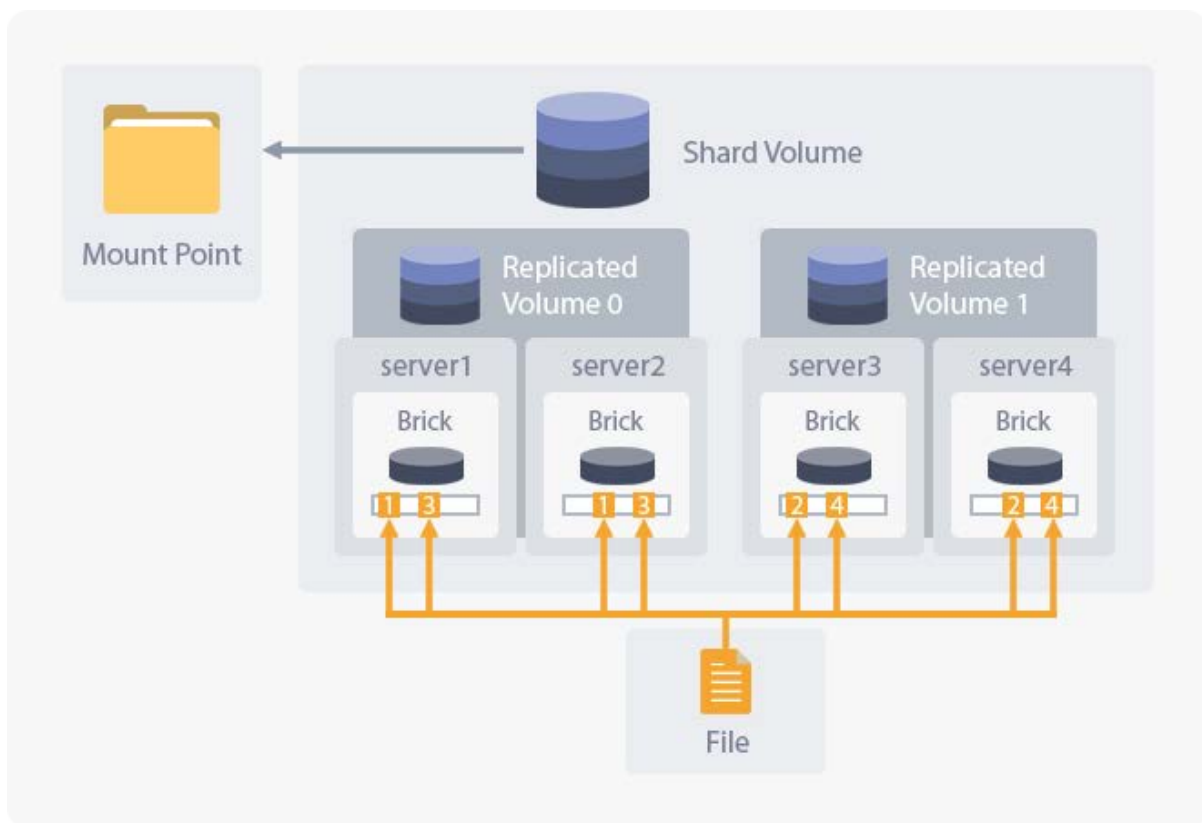 Shard Volume
Mount Point
Replicated
Volume 0
Replicated
Volume 1
server1
server2
server3
server4
Brick
Brick
Brick
Brick
1 3
1 3
2 4
2 4
File